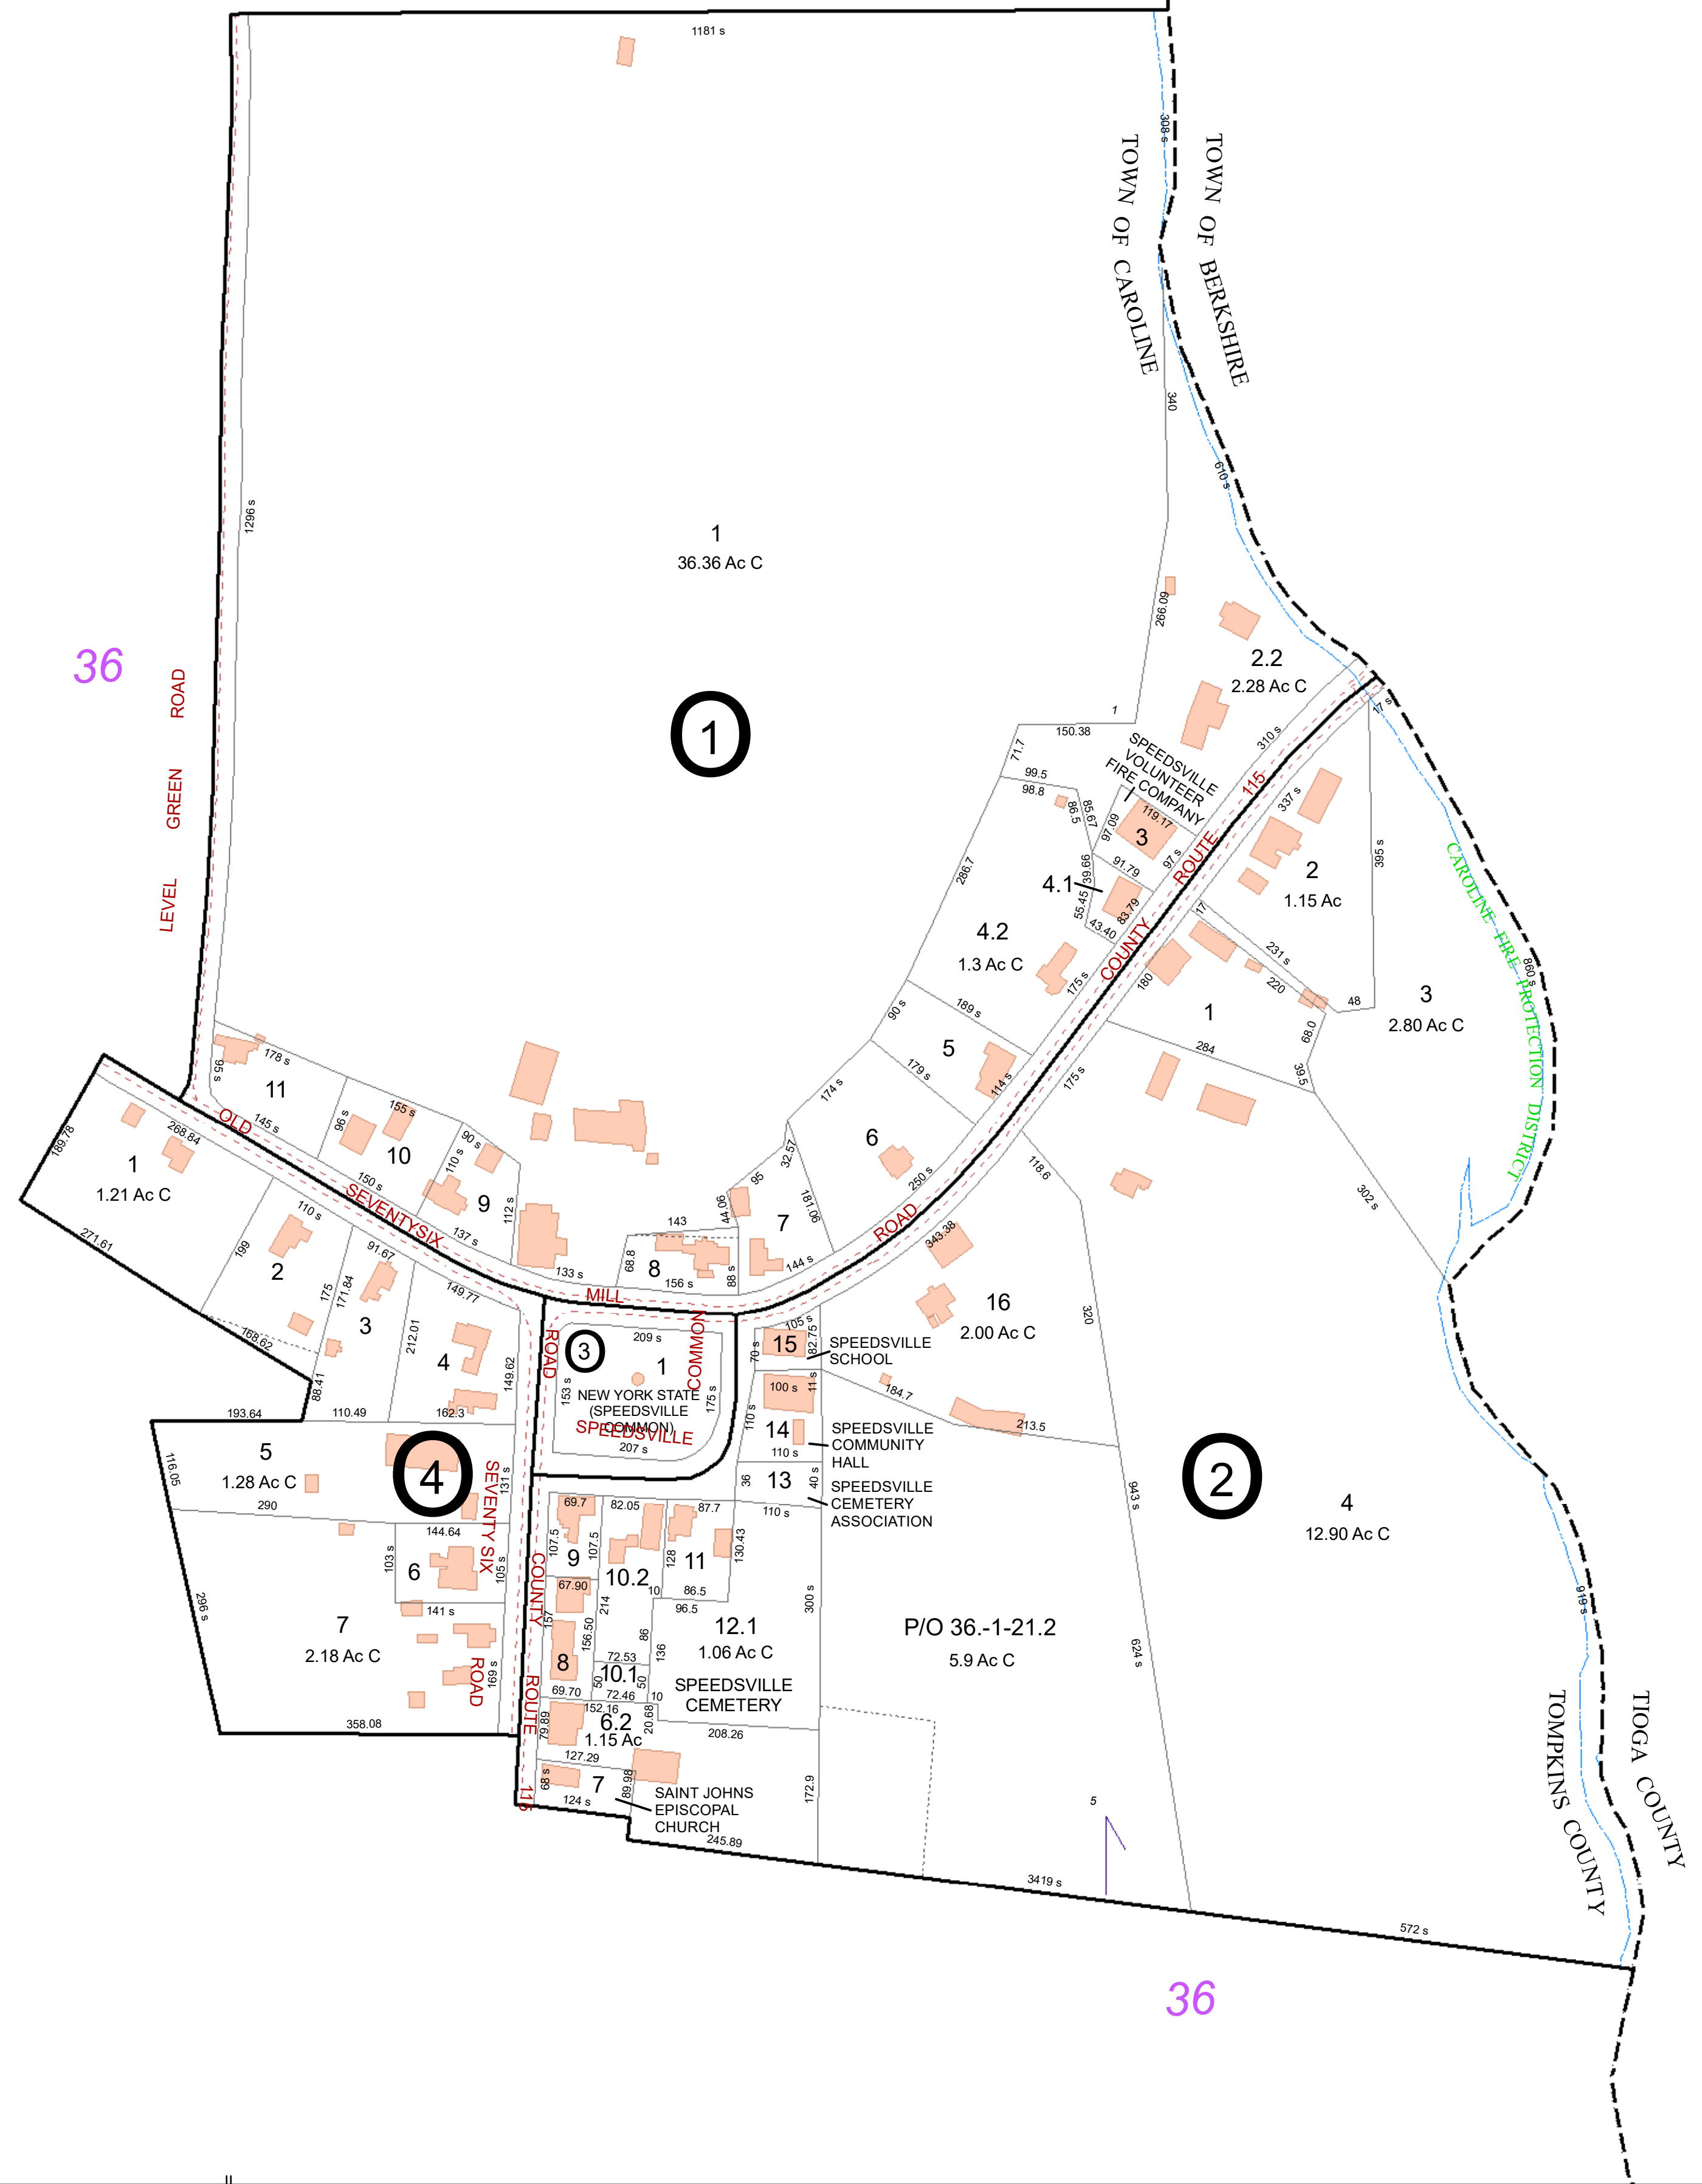 1181 s
308 s
TOWN OF CAROLINE
TOWN OF BERKSHIRE
340
610 s
1296 s
1
36.36 Ac C
266.09
36
LEVEL GREEN ROAD
1
2.2
2.28 Ac C
1
150.38
71.7
17 s
310 s
SPEEDSVILLE
VOLUNTEER
FIRE COMPANY
99.5
98.8
86.5
85.67
97.09
119.17
3
97 s
115
337 s
ROUTE
COUNTY
91.79
39.66
4.1
55.45
83.79
43.40
286.7
4.2
1.3 Ac C
175 s
2
1.15 Ac
395 s
17
231 s
220
48
180
1
68.0
39.5
284
3
2.80 Ac C
860 s
CAROLINE FIRE PROTECTION DISTRICT
90 s
189 s
5
179 s
114 s
174 s
175 s
6
250 s
118.6
302 s
95 s
178 s
11
145 s
96 s
155 s
10
150 s
90 s
110 s
9
137 s
112 s
133 s
OLD
SEVENTYSIX
MILL
ROAD
189.78
268.84
1
1.21 Ac C
271.61
110 s
199
2
168.62
91.67
175
171.84
3
88.41
149.77
212.01
4
149.62
193.64
110.49
162.3
143
68.8
8
156 s
88 s
44.06
95
32.57
181.06
7
144 s
343.38
16
2.00 Ac C
320
ROAD
3
209 s
1
NEW YORK STATE
(SPEEDSVILLE
COMMON)
153 s
175 s
207 s
SPEEDSVILLE
COMMON
105 s
15
70 s
82.75
SPEEDSVILLE
SCHOOL
100 s
11 s
184.7
213.5
110 s
14
110 s
SPEEDSVILLE
COMMUNITY
HALL
36
13
40 s
110 s
SPEEDSVILLE
CEMETERY
ASSOCIATION
116.05
5
1.28 Ac C
290
4
131 s
SEVENTY SIX
ROAD
144.64
103 s
6
105 s
141 s
296 s
7
2.18 Ac C
169 s
358.08
COUNTY
ROUTE
115
69.7
82.05
87.7
107.5
107.5
9
128
11
130.43
10.2
67.90
10
86.5
96.5
157
214
156.50
86
136
8
12.1
1.06 Ac C
SPEEDSVILLE
CEMETERY
72.53
10.1
50
50
72.46
10
69.70
152.16
79.89
6.2
1.15 Ac
20.68
208.26
127.29
68 s
7
89.98
124 s
SAINT JOHNS
EPISCOPAL
CHURCH
245.89
300 s
172.9
P/O 36.-1-21.2
5.9 Ac C
943 s
624 s
2
4
12.90 Ac C
919 s
TOMPKINS COUNTY
TIOGA COUNTY
5
3419 s
572 s
36